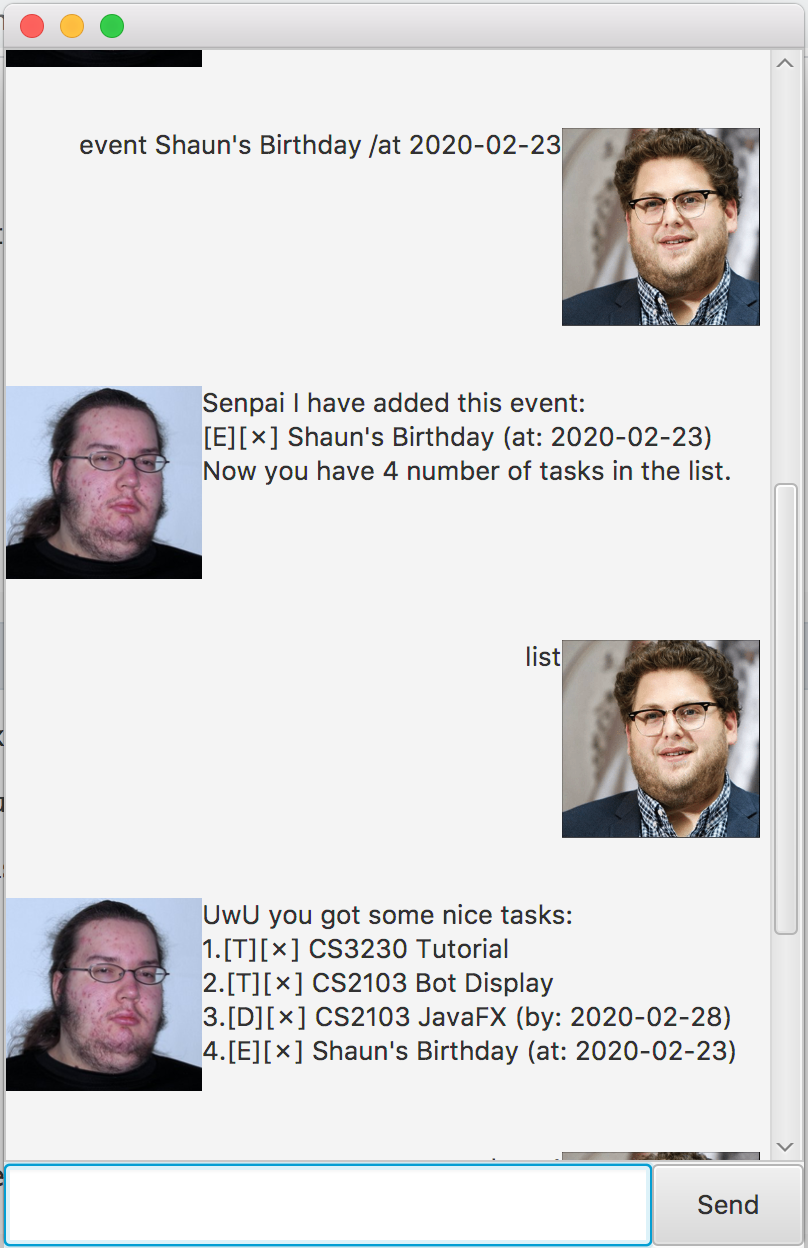 event Shaun's Birthday /at 2020-02-23
Senpai I have added this event:
[E][×] Shaun's Birthday (at: 2020-02-23)
Now you have 4 number of tasks in the list.
list
UwU you got some nice tasks:
1.[T][×] CS3230 Tutorial
2.[T][×] CS2103 Bot Display
3.[D][×] CS2103 JavaFX (by: 2020-02-28)
4.[E][×] Shaun's Birthday (at: 2020-02-23)
Send